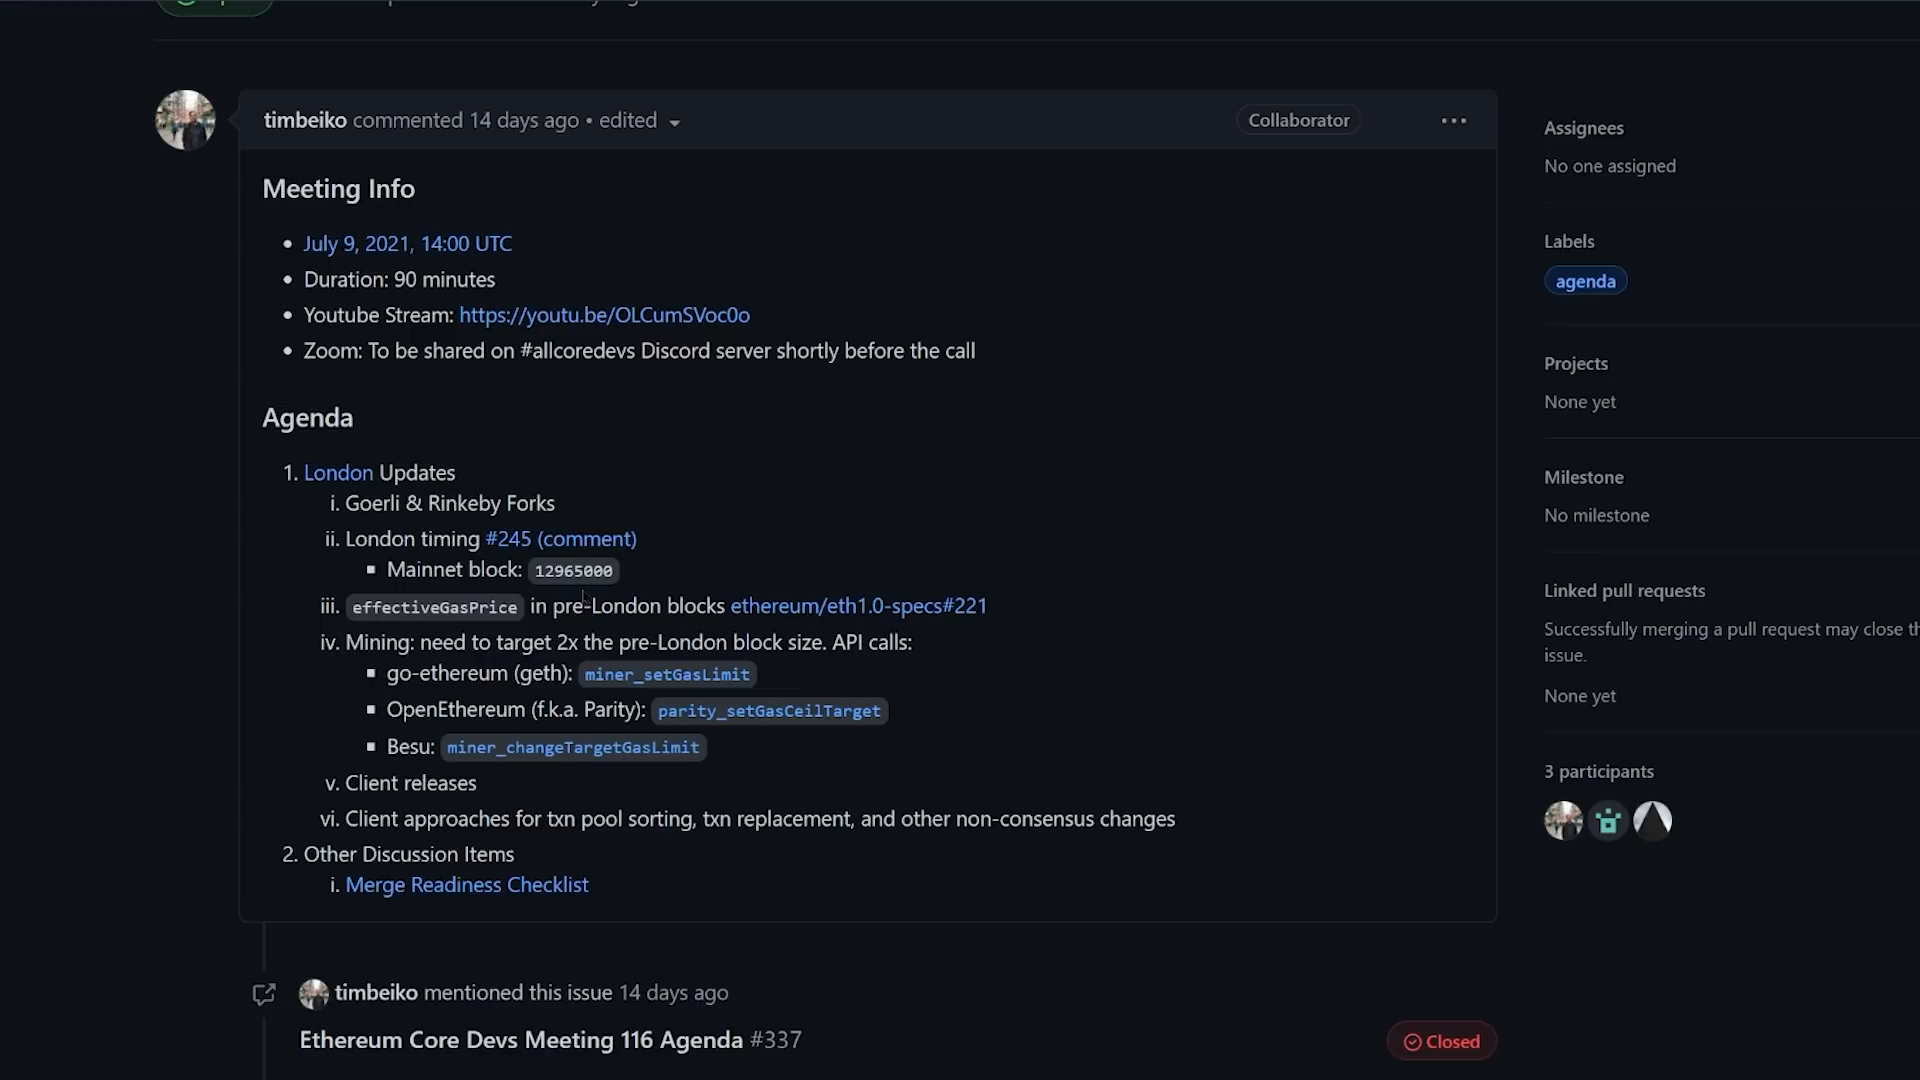 timbeiko commented 14 days ago • edited
Collaborator
Meeting Info
• July 9, 2021, 14:00 UTC
• Duration: 90 minutes
• Youtube Stream: https://youtu.be/OLCumSVoc0o
• Zoom: To be shared on #allcoredevs Discord server shortly before the call
Agenda
1. London Updates
i. Goerli & Rinkeby Forks
ii. London timing #245 (comment)
▪ Mainnet block: 12965000
iii. effectiveGasPrice in pre-London blocks ethereum/eth1.0-specs#221
iv. Mining: need to target 2x the pre-London block size. API calls:
▪ go-ethereum (geth): miner_setGasLimit
▪ OpenEthereum (f.k.a. Parity): parity_setGasCeilTarget
▪ Besu: miner_changeTargetGasLimit
v. Client releases
vi. Client approaches for txn pool sorting, txn replacement, and other non-consensus changes
2. Other Discussion Items
i. Merge Readiness Checklist
timbeiko mentioned this issue 14 days ago
Ethereum Core Devs Meeting 116 Agenda #337
Closed
Assignees
No one assigned
Labels
agenda
Projects
None yet
Milestone
No milestone
Linked pull requests
Successfully merging a pull request may close th
issue.
None yet
3 participants